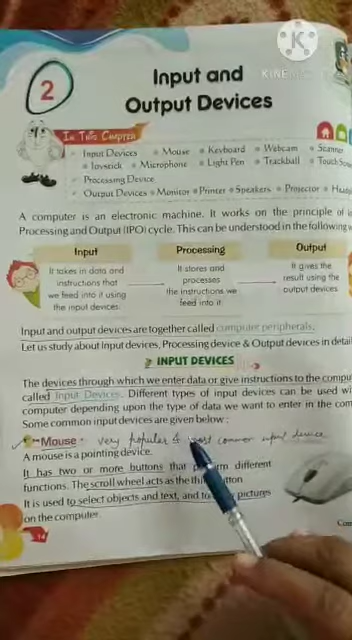 KINEMA
2
Input and
Output Devices
In This Chapter
Input Devices • Mouse • Keyboard • Webcam • Scanner
• Joystick • Microphone • Light Pen • Trackball • Touch
Processing Device
Output Devices • Monitor • Printer • Speakers • Projector •
A computer is an electronic machine. It works on the principle of
Processing and Output (IPO) cycle. This can be understood in the following
Input Processing Output
It takes in data and
instructions that
we feed into it using
the input devices.
It stores and
processes
the instructions we
feed into it.
It gives the
result using the
output devices
Input and output devices are together called computer peripherals.
Let us study about Input devices, Processing device & Output devices in detail
INPUT DEVICES
The devices through which we enter data or give instructions to the
called Input Devices. Different types of input devices can be used
computer depending upon the type of data we want to enter in the
Some common input devices are given below:
Mouse: very popular & most common input device
A mouse is a pointing device.
It has two or more buttons that different
functions. The scroll wheel acts as the button
It is used to select objects and text, and to pictures
on the computer.
14